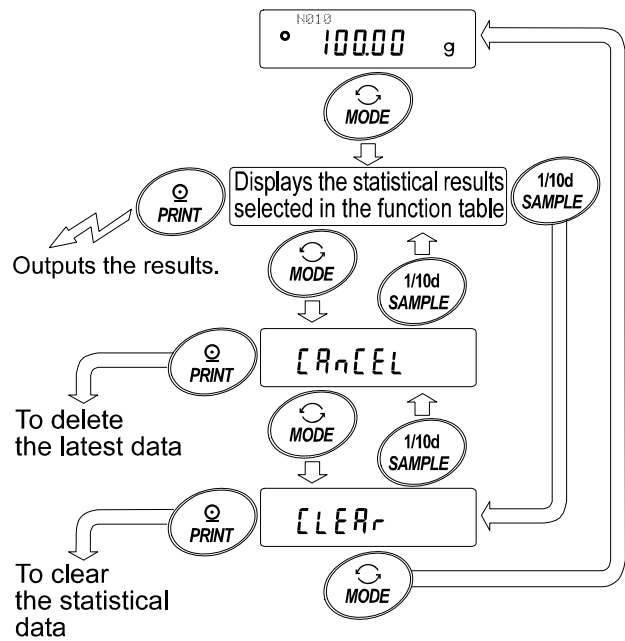 N010
100.00 g
MODE
PRINT
Displays the statistical results
selected in the function table
1/10d
SAMPLE
Outputs the results.
MODE
1/10d
SAMPLE
PRINT
CAnCEL
To delete
the latest data
MODE
1/10d
SAMPLE
PRINT
CLEAr
To clear
the statistical
data
MODE